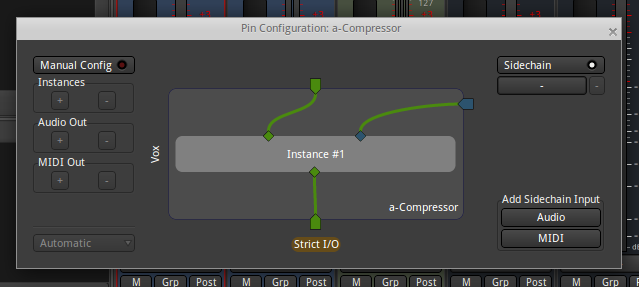 127
Pin Configuration: a-Compressor
Manual Config
Sidechain
Instances
-
-
+
-
Audio Out
+
-
Vox
Instance #1
MIDI Out
+
-
a-Compressor
Add Sidechain Input
Audio
Automatic
Strict I/O
MIDI
M Grp Post M Grp Post M Grp Post M Grp Post M Grp Post